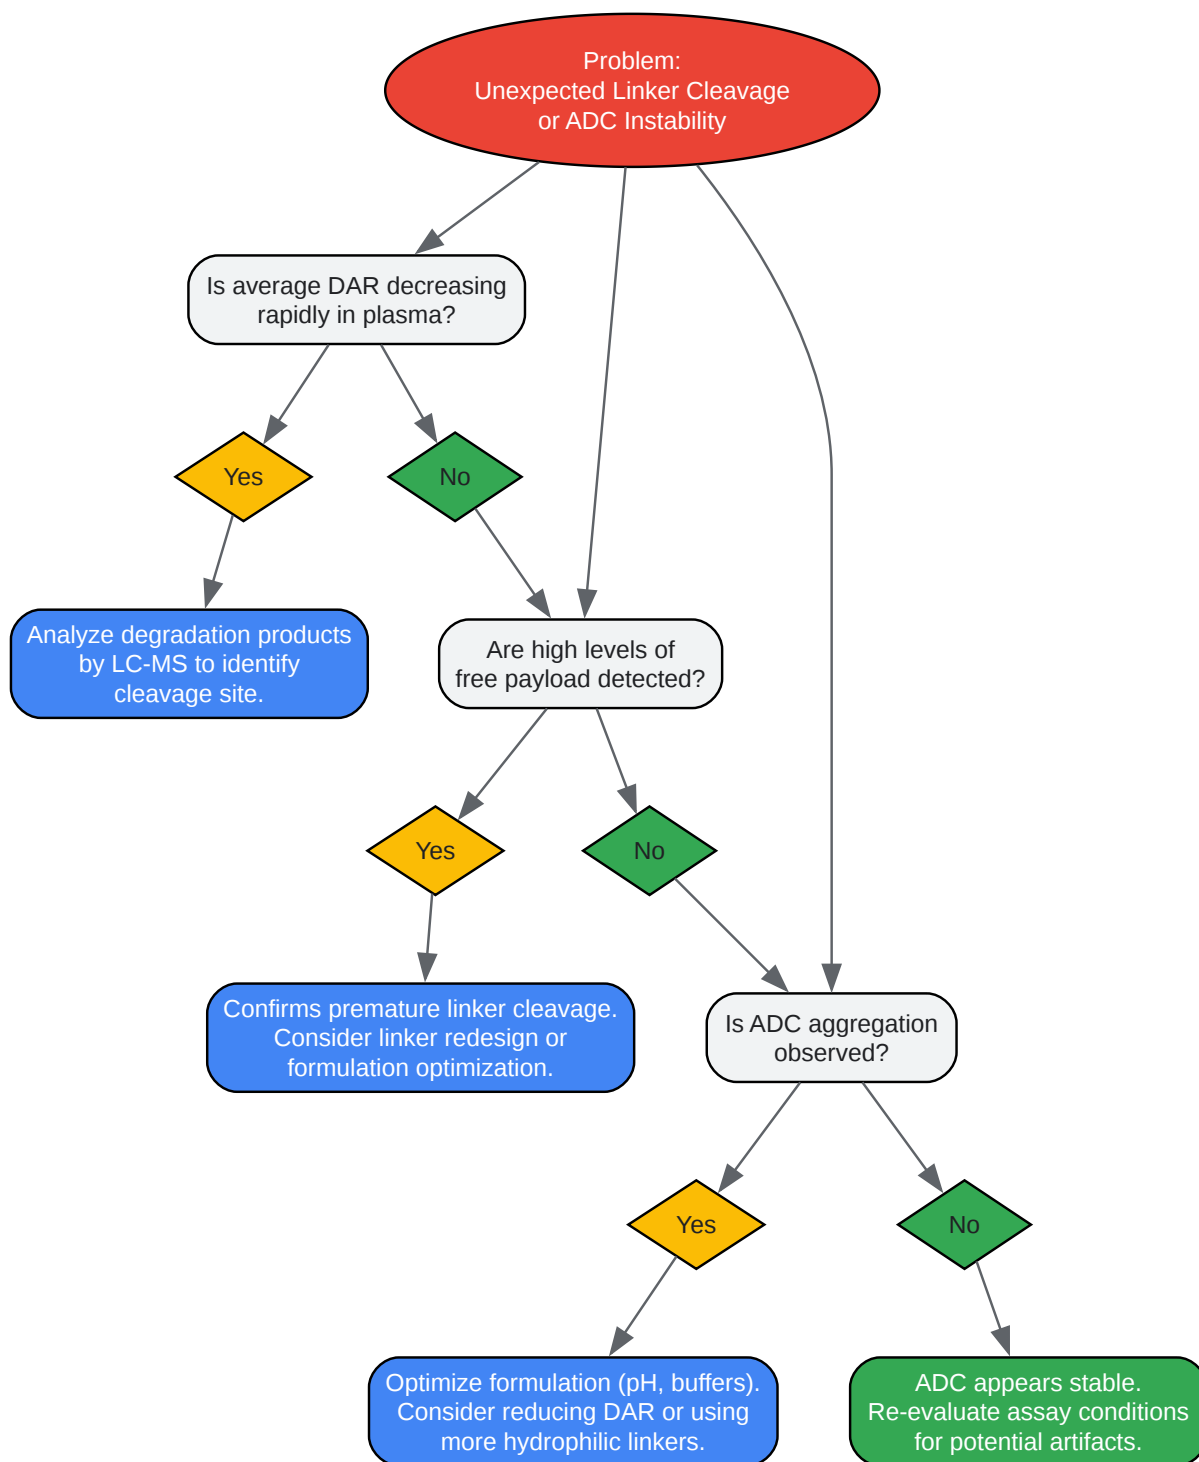 Problem:
Unexpected Linker Cleavage
or ADC Instability
Is average DAR decreasing
rapidly in plasma?
Yes
No
Analyze degradation products
by LC-MS to identify
cleavage site.
Are high levels of
free payload detected?
Yes
No
Confirms premature linker cleavage.
Consider linker redesign or
formulation optimization.
Is ADC aggregation
observed?
Yes
No
Optimize formulation (pH, buffers).
Consider reducing DAR or using
more hydrophilic linkers.
ADC appears stable.
Re-evaluate assay conditions
for potential artifacts.